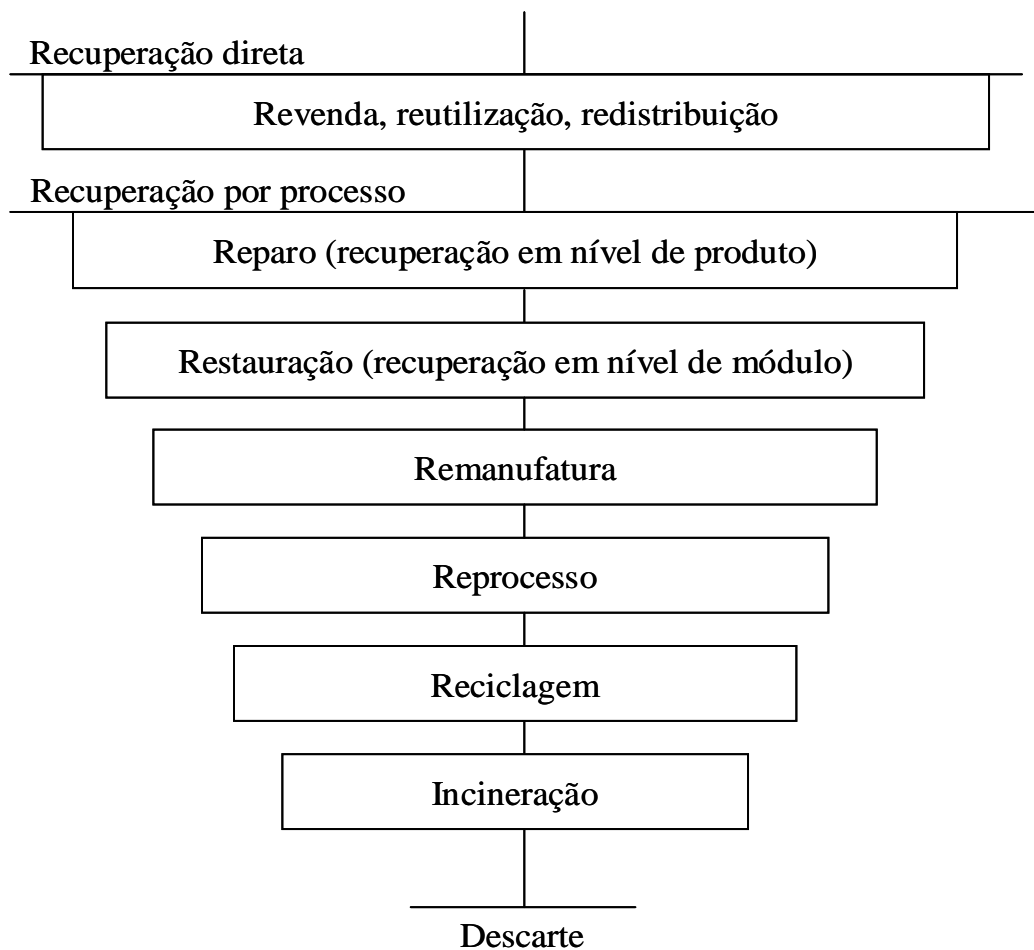 Recuperação direta
Revenda, reutilização, redistribuição
Recuperação por processo
Reparo (recuperação em nível de produto)
Restauração (recuperação em nível de módulo)
Remanufatura
Reprocesso
Reciclagem
Incineração
Descarte